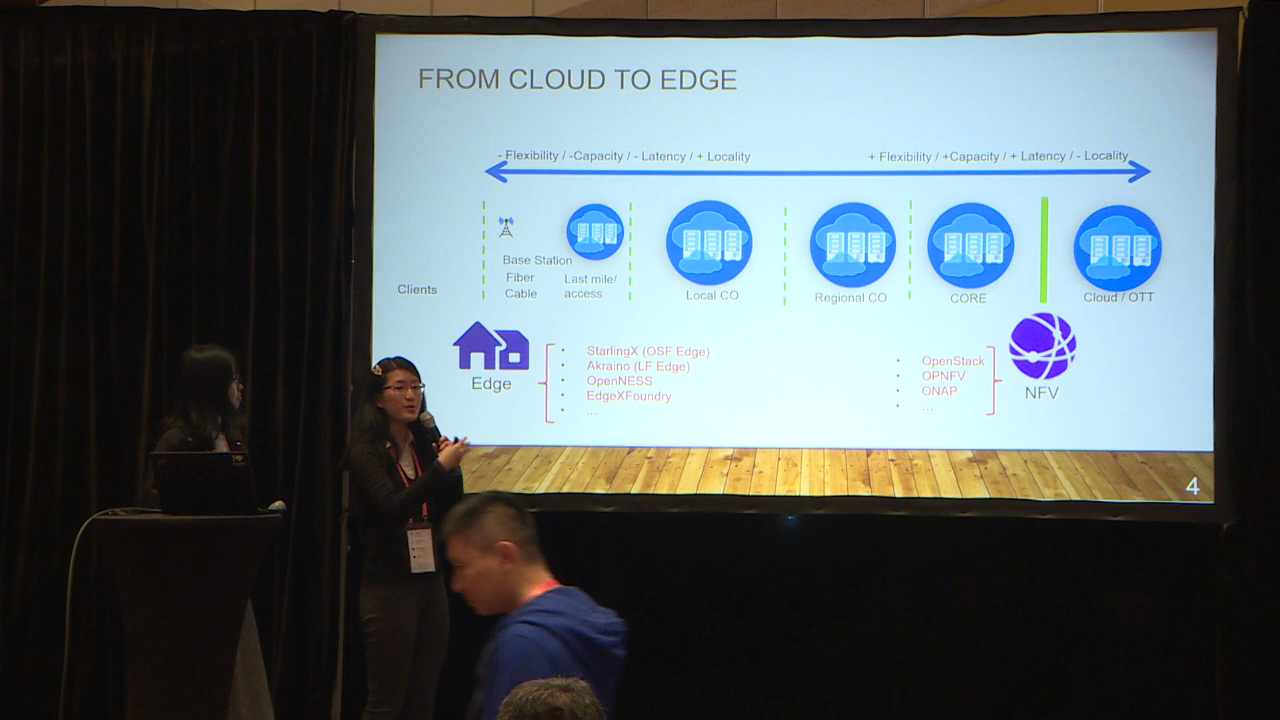 FROM CLOUD TO EDGE
- Flexibility / -Capacity / - Latency / + Locality
+ Flexibility / +Capacity / + Latency / - Locality
Clients
Base Station
Fiber
Cable
Last mile/
access
Local CO
Regional CO
CORE
Cloud / OTT
Edge
• StarlingX (OSF Edge)
• Akraino (LF Edge)
• OpenNESS
• EdgeXFoundry
• ...
• OpenStack
• OPNFV
• ONAP
• ...
NFV
4